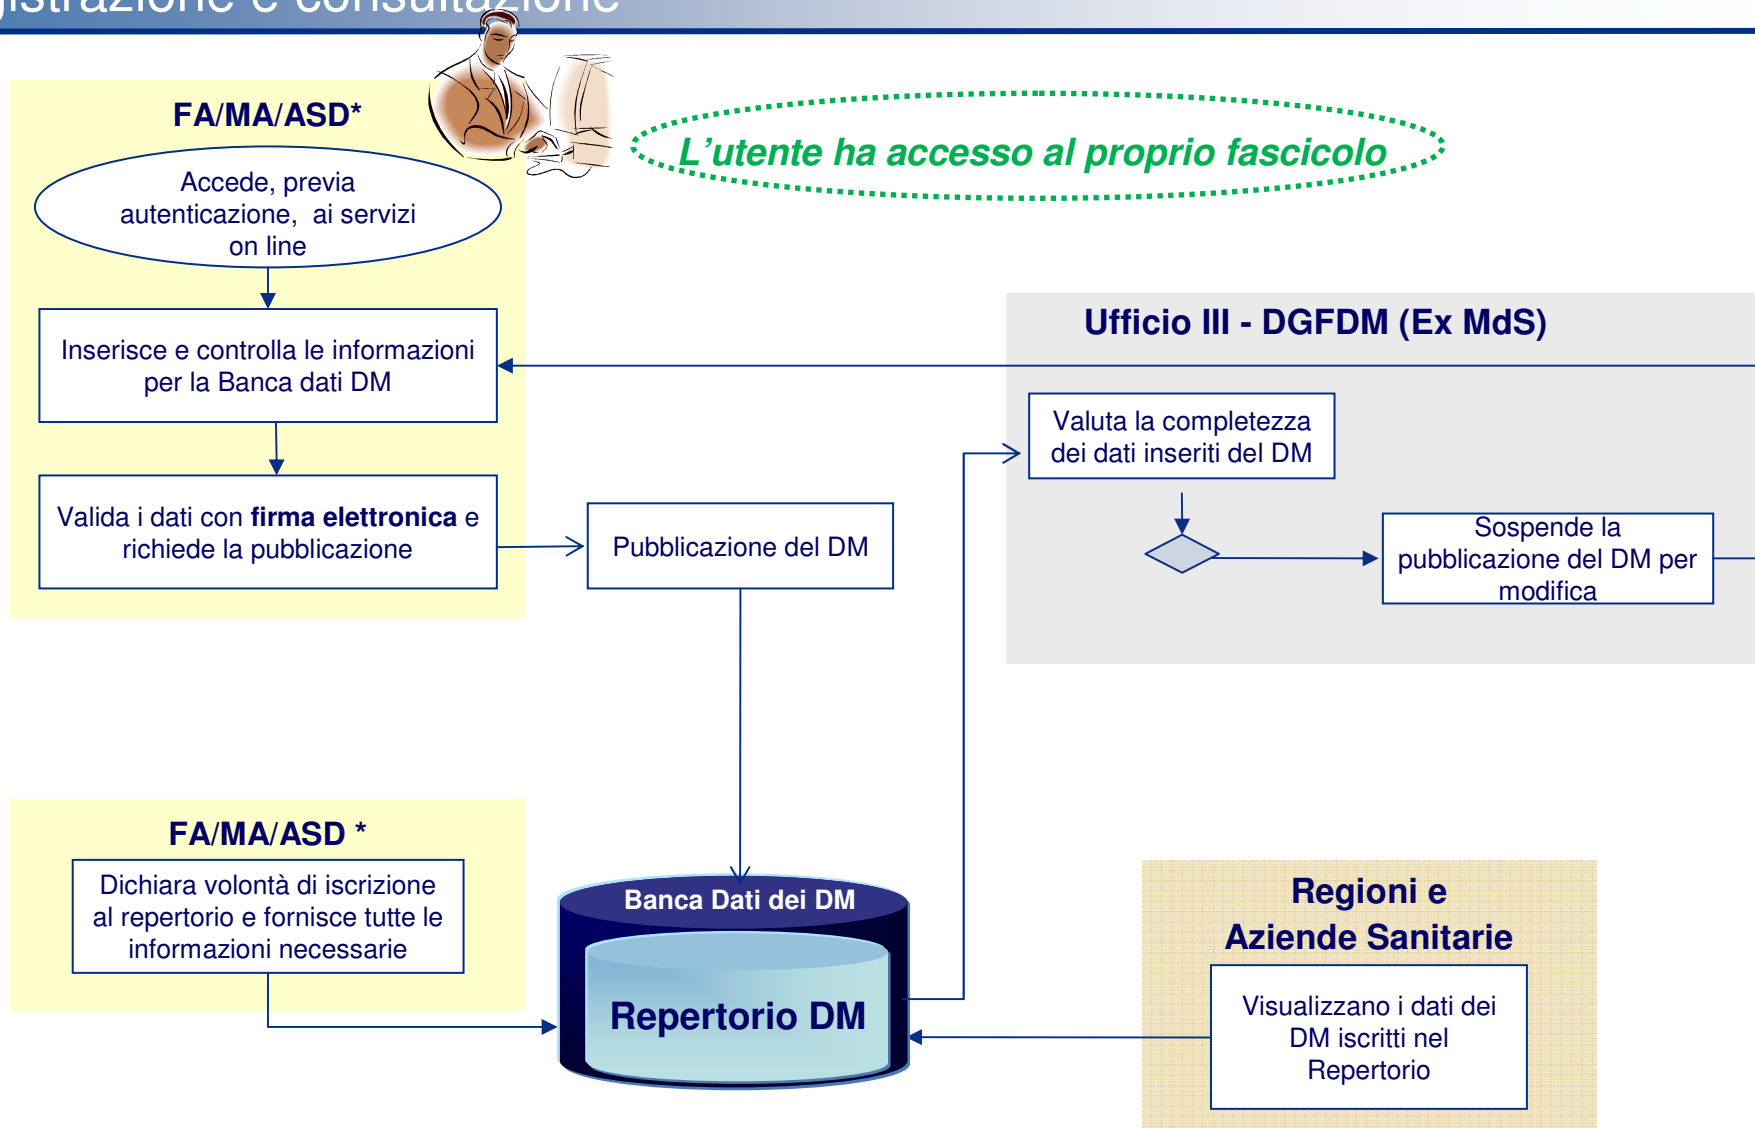 gistrazione e consultazione
FA/MA/ASD*
L'utente ha accesso al proprio fascicolo
Accede, previa
autenticazione, ai servizi
on line
Inserisce e controlla le informazioni
per la Banca dati DM
Valida i dati con firma elettronica e
richiede la pubblicazione
Pubblicazione del DM
Ufficio III - DGFDM (Ex MdS)
Valuta la completezza
dei dati inseriti del DM
Sospende la
pubblicazione del DM per
modifica
FA/MA/ASD *
Dichiara volontà di iscrizione
al repertorio e fornisce tutte le
informazioni necessarie
Banca Dati dei DM
Repertorio DM
Regioni e
Aziende Sanitarie
Visualizzano i dati dei
DM iscritti nel
Repertorio